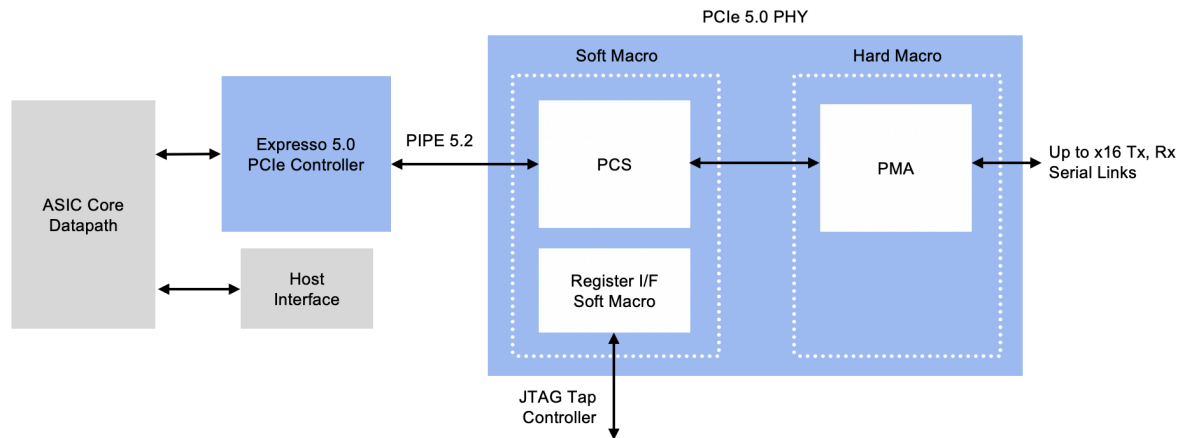 PCIe 5.0 PHY
Soft Macro
Hard Macro
ASIC Core
Datapath
Expresso 5.0
PCIe Controller
PIPE 5.2
PCS
PMA
Up to x16 Tx, Rx
Serial Links
Host
Interface
Register I/F
Soft Macro
JTAG Tap
Controller